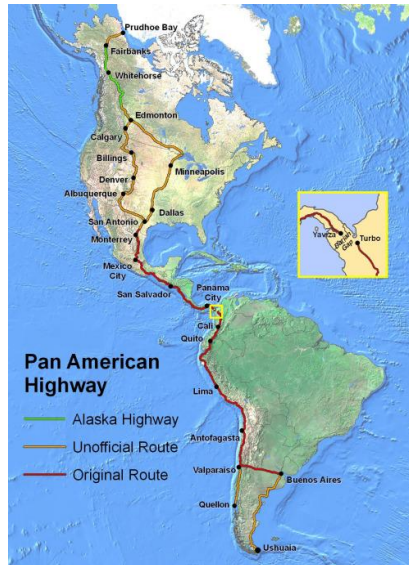 Prudhoe Bay
Fairbanks
Whitehorse
Edmonton
Calgary
Billings
Minneapolis
Denver
Albuquerque
Dallas
San Antonio
Monterrey
Mexico
City
San Salvador
Panama
City
Yaviza
Darien
Gap
Turbo
Cali
Quito
Pan American
Highway
Lima
Alaska Highway
Unofficial Route
Antofagasta
Original Route
Valparaiso
Buenos Aires
Quellon
Ushuaia